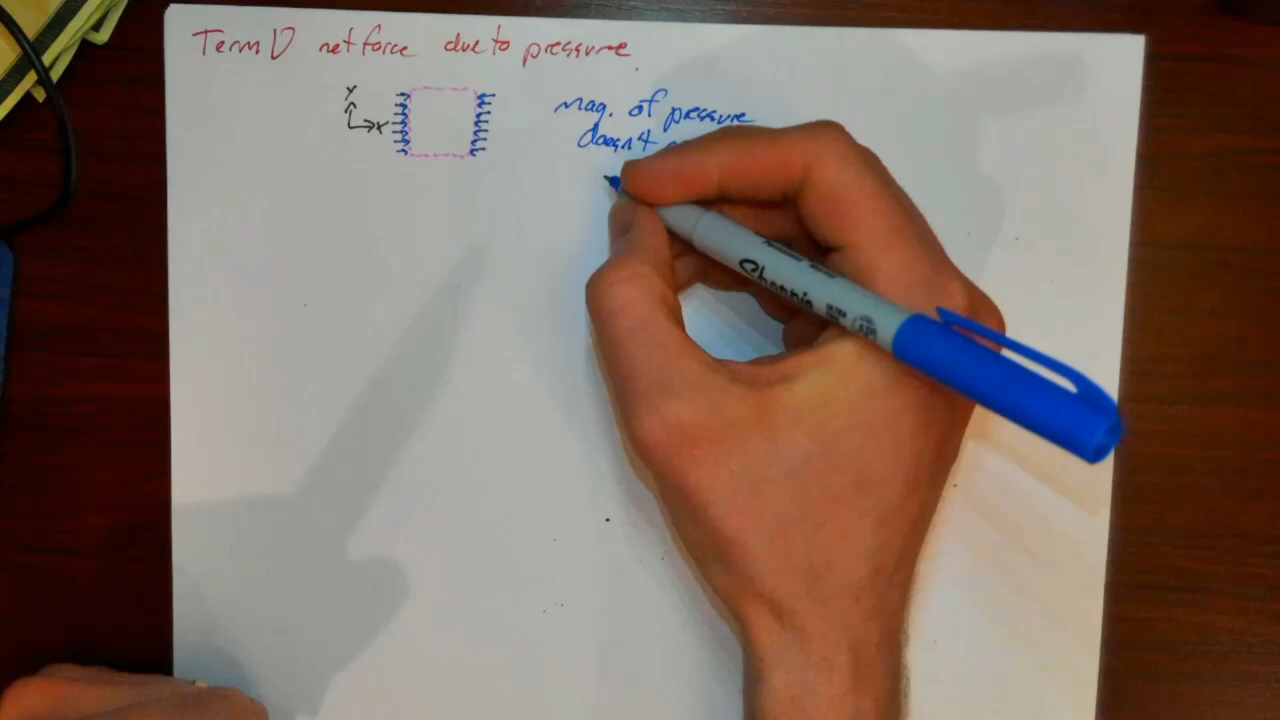 Term D net force due to pressure
Y
X
Mag. of pressure
doesn't
Sharpie